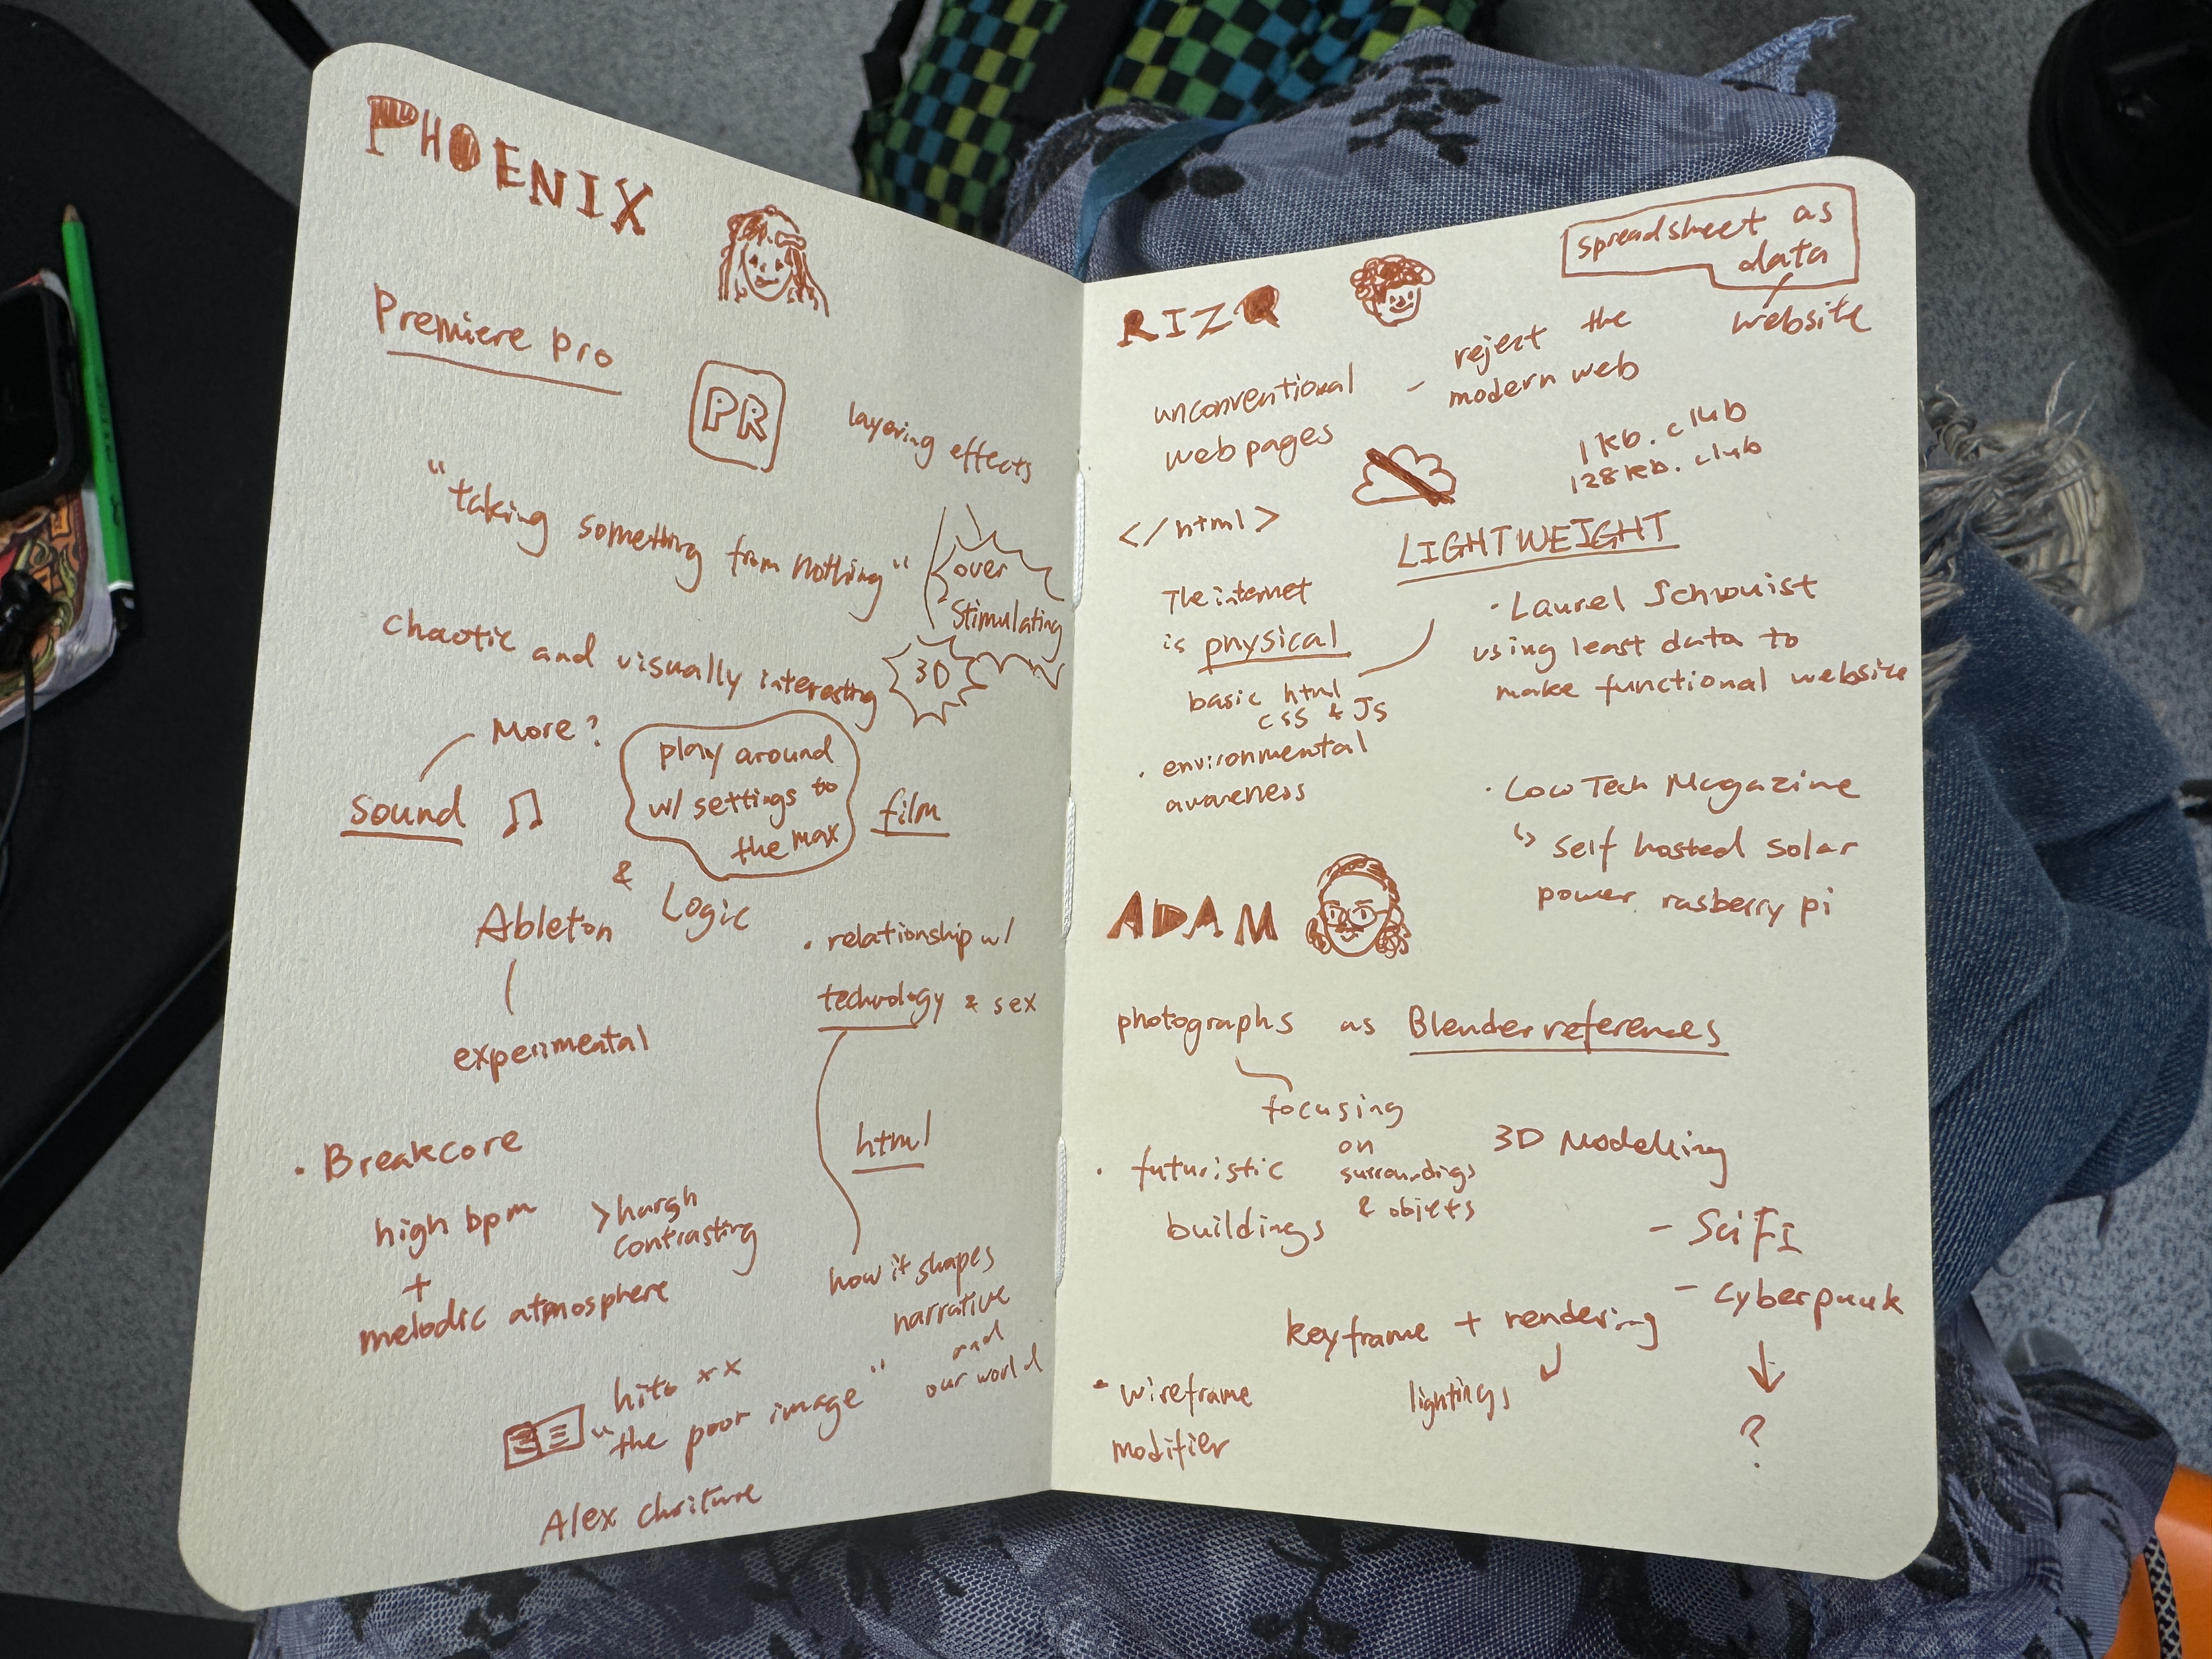 PHOENIX
Premiere Pro
PR
layering effects
"taking something from nothing"
over
stimulating
chaotic and visually interesting
3D
More?
sound
play around
w/ settings to
the max
film
Ableton & Logic
experimental
· relationship w/
technology & sex
html
how it shapes
narrative
and
our world
· Breakcore
high bpm
+
melodic atmosphere
> harsh
contrasting
hito xx
"the poor image"
Alex
RIZQ
spreadsheet as
data
website
unconventional
web pages
- reject the
modern web
1kb.club
128kb.club
</html>
LIGHTWEIGHT
The internet
is physical
basic html
css & JS
· environmental
awareness
· Laurel Schwulst
using least data to
make functional website
· Low Tech Magazine
↳ self hosted solar
power rasberry pi
ADAM
photographs as Blender references
focusing
on
surroundings
& objects
· futuristic
buildings
3D Modelling
- SciFI
- cyberpunk
?
keyframe + rendering
lightings
· wireframe
modifier